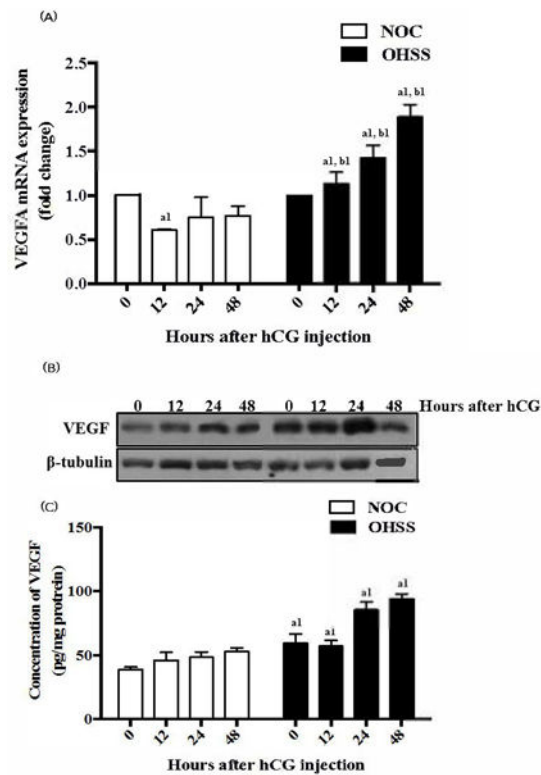 (A)
NOC
OHSS
VEGFA mRNA expression
(fold change)
2.5
2.0
1.5
1.0
0.5
0.0
a1
a1, b1
a1, b1
a1, b1
0 12 24 48 0 12 24 48
Hours after hCG injection
(B)
0 12 24 48 0 12 24 48 Hours after hCG
VEGF
β-tubulin
(C)
NOC
OHSS
Concentration of VEGF
(pg/mg protrein)
150
100
50
0
a1
a1
a1
a1
0 12 24 48 0 12 24 48
Hours after hCG injection